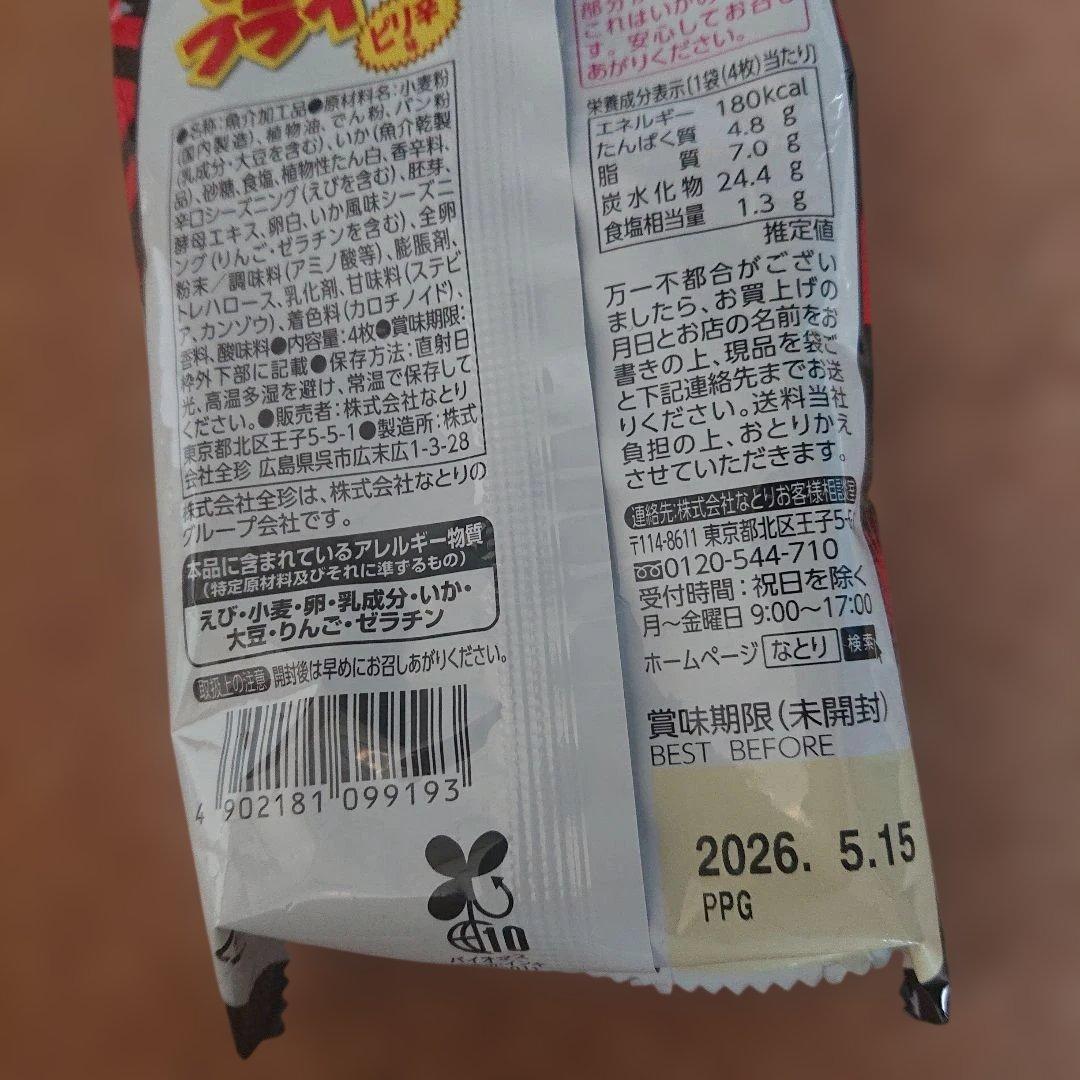 フライ
ピリ辛味
●名称:魚介加工品●原材料名:小麦粉
(国内製造)、植物油、でん粉、パン粉
(乳成分・大豆を含む)、いか(魚介乾製
品)、砂糖、食塩、植物性たん白、香辛料、
辛口シーズニング(えびを含む)、胚芽、
酵母エキス、卵白、いか風味シーズニ
ング(りんご・ゼラチンを含む)、全卵
粉末/調味料(アミノ酸等)、膨脹剤、
トレハロース、乳化剤、甘味料(ステビ
ア、カンゾウ)、着色料(カロチノイド)、
香料、酸味料●内容量:4枚●賞味期限:
枠外下部に記載●保存方法:直射日
光、高温多湿を避け、常温で保存して
ください。●販売者:株式会社なとり
東京都北区王子5-5-1●製造所:株式
会社全珍 広島県呉市広末広1-3-28
株式会社全珍は、株式会社なとりの
グループ会社です。
本品に含まれているアレルギー物質
(特定原材料及びそれに準ずるもの)
えび・小麦・卵・乳成分・いか・
大豆・りんご・ゼラチン
取扱上の注意 開封後は早めにお召しあがりください。
4 902181 099193
10
バイオマス
これはいかの
す。安心してお召し
あがりください。
栄養成分表示(1袋(4枚)当たり)
エネルギー 180kcal
たんぱく質 4.8 g
脂質 7.0 g
炭水化物 24.4 g
食塩相当量 1.3 g
推定値
万一不都合がござい
ましたら、お買上げの
月日とお店の名前をお
書きの上、現品を袋ご
と下記連絡先までお送
りください。送料当社
負担の上、おとりかえ
させていただきます。
連絡先:株式会社なとりお客様相談室
〒114-8611 東京都北区王子5-5
0120-544-710
受付時間:祝日を除く
月〜金曜日 9:00〜17:00
ホームページ なとり 検索
賞味期限(未開封)
BEST BEFORE
2026. 5.15
PPG